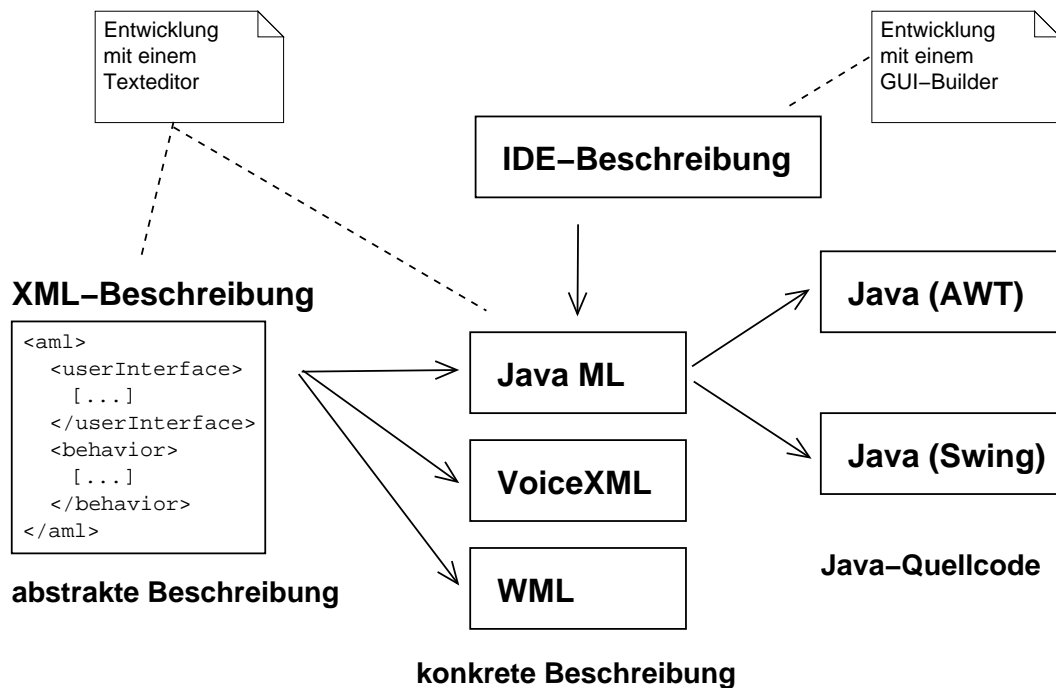 Entwicklung
mit einem
Texteditor
Entwicklung
mit einem
GUI−Builder
IDE−Beschreibung
XML−Beschreibung
<aml>
<userInterface>
[...]
</userInterface>
<behavior>
[...]
</behavior>
</aml>
abstrakte Beschreibung
Java ML
VoiceXML
WML
konkrete Beschreibung
Java (AWT)
Java (Swing)
Java−Quellcode